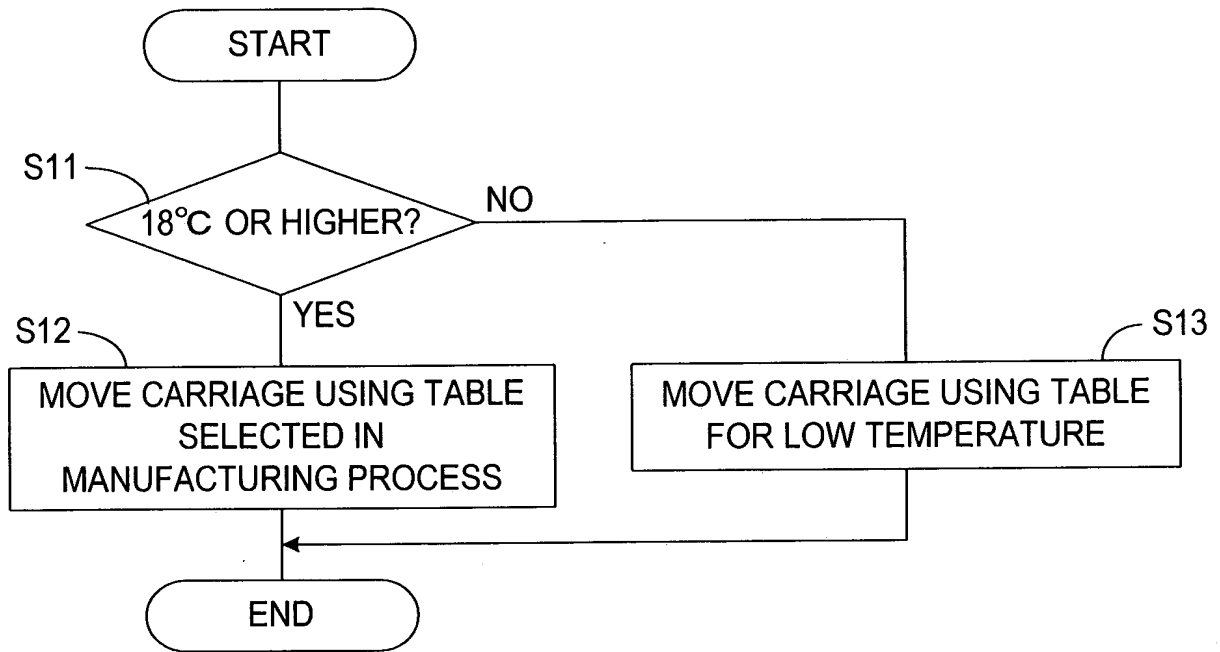 START
S11
18°C OR HIGHER?
NO
YES
S12
MOVE CARRIAGE USING TABLE
SELECTED IN
MANUFACTURING PROCESS
S13
MOVE CARRIAGE USING TABLE
FOR LOW TEMPERATURE
END